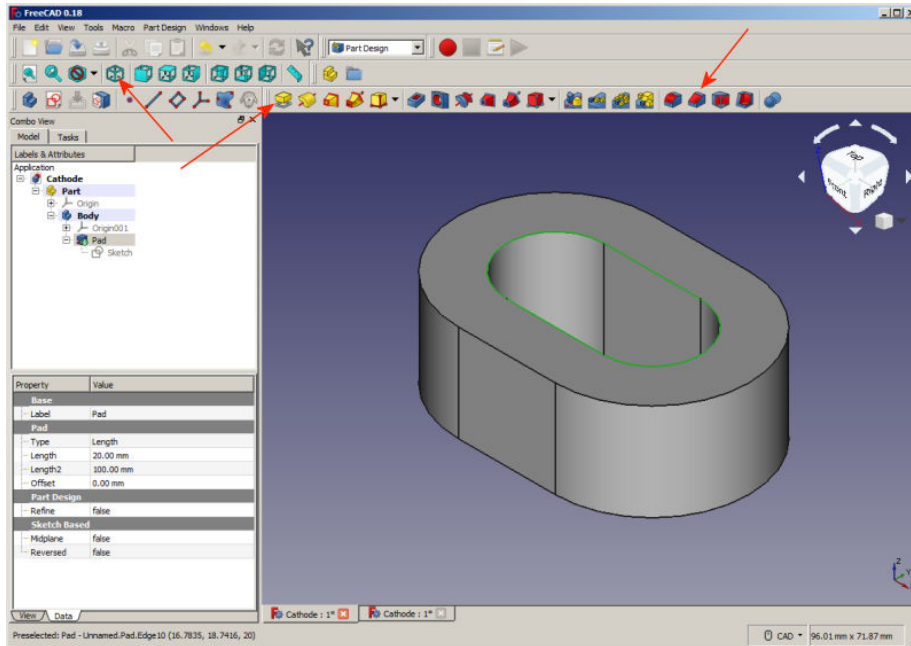 FreeCAD 0.18
File Edit View Tools Macro Part Design Windows Help
Part Design
Combo View
Model Tasks
Labels & Attributes
Application
Cathode
Part
Origin
Body
Origin001
Pad
Sketch
Top
Front
Right
Property Value
Base
Label Pad
Pad
Type Length
Length 20.00 mm
Length2 100.00 mm
Offset 0.00 mm
Part Design
Refine false
Sketch Based
Midplane false
Reversed false
Z
Y
View Data
Cathode : 1* Cathode : 1*
Preselected: Pad - Unnamed.Pad.Edge10 (16.7835, 18.7416, 20) CAD 96.01 mm x 71.87 mm